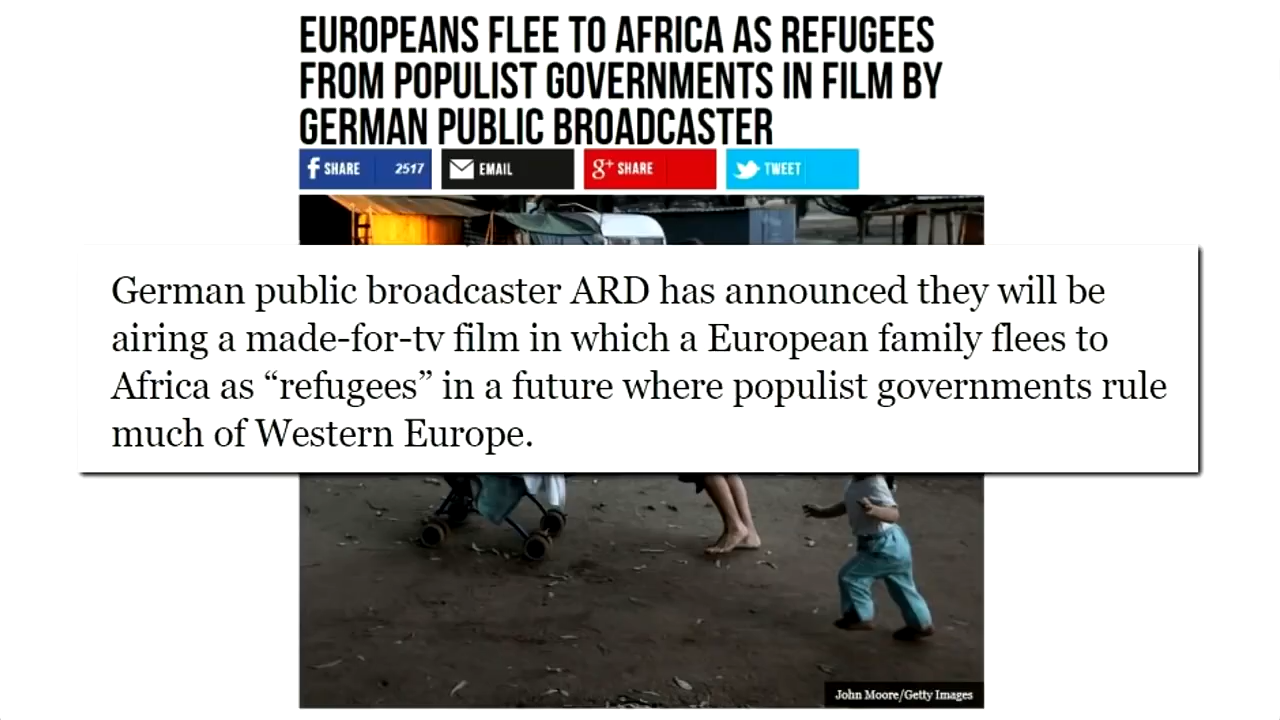 EUROPEANS FLEE TO AFRICA AS REFUGEES
FROM POPULIST GOVERNMENTS IN FILM BY
GERMAN PUBLIC BROADCASTER
f SHARE 2517 EMAIL g+ SHARE TWEET
German public broadcaster ARD has announced they will be
airing a made-for-tv film in which a European family flees to
Africa as “refugees” in a future where populist governments rule
much of Western Europe.
John Moore/Getty Images